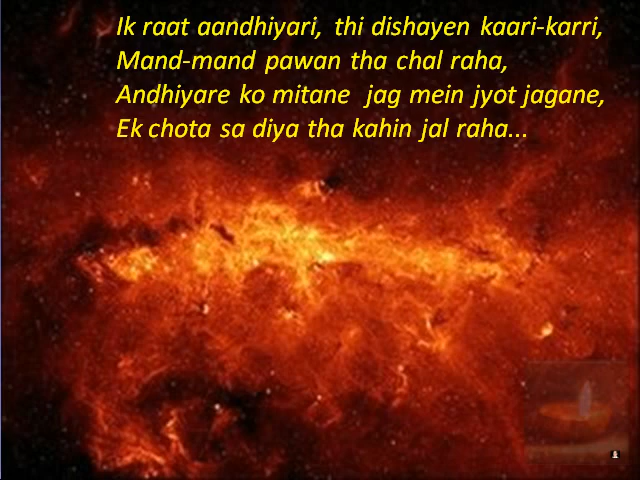 Ik raat aandhiyari, thi dishayen kaari-karri,
Mand-mand pawan tha chal raha,
Andhiyare ko mitane jag mein jyot jagane,
Ek chota sa diya tha kahin jal raha...